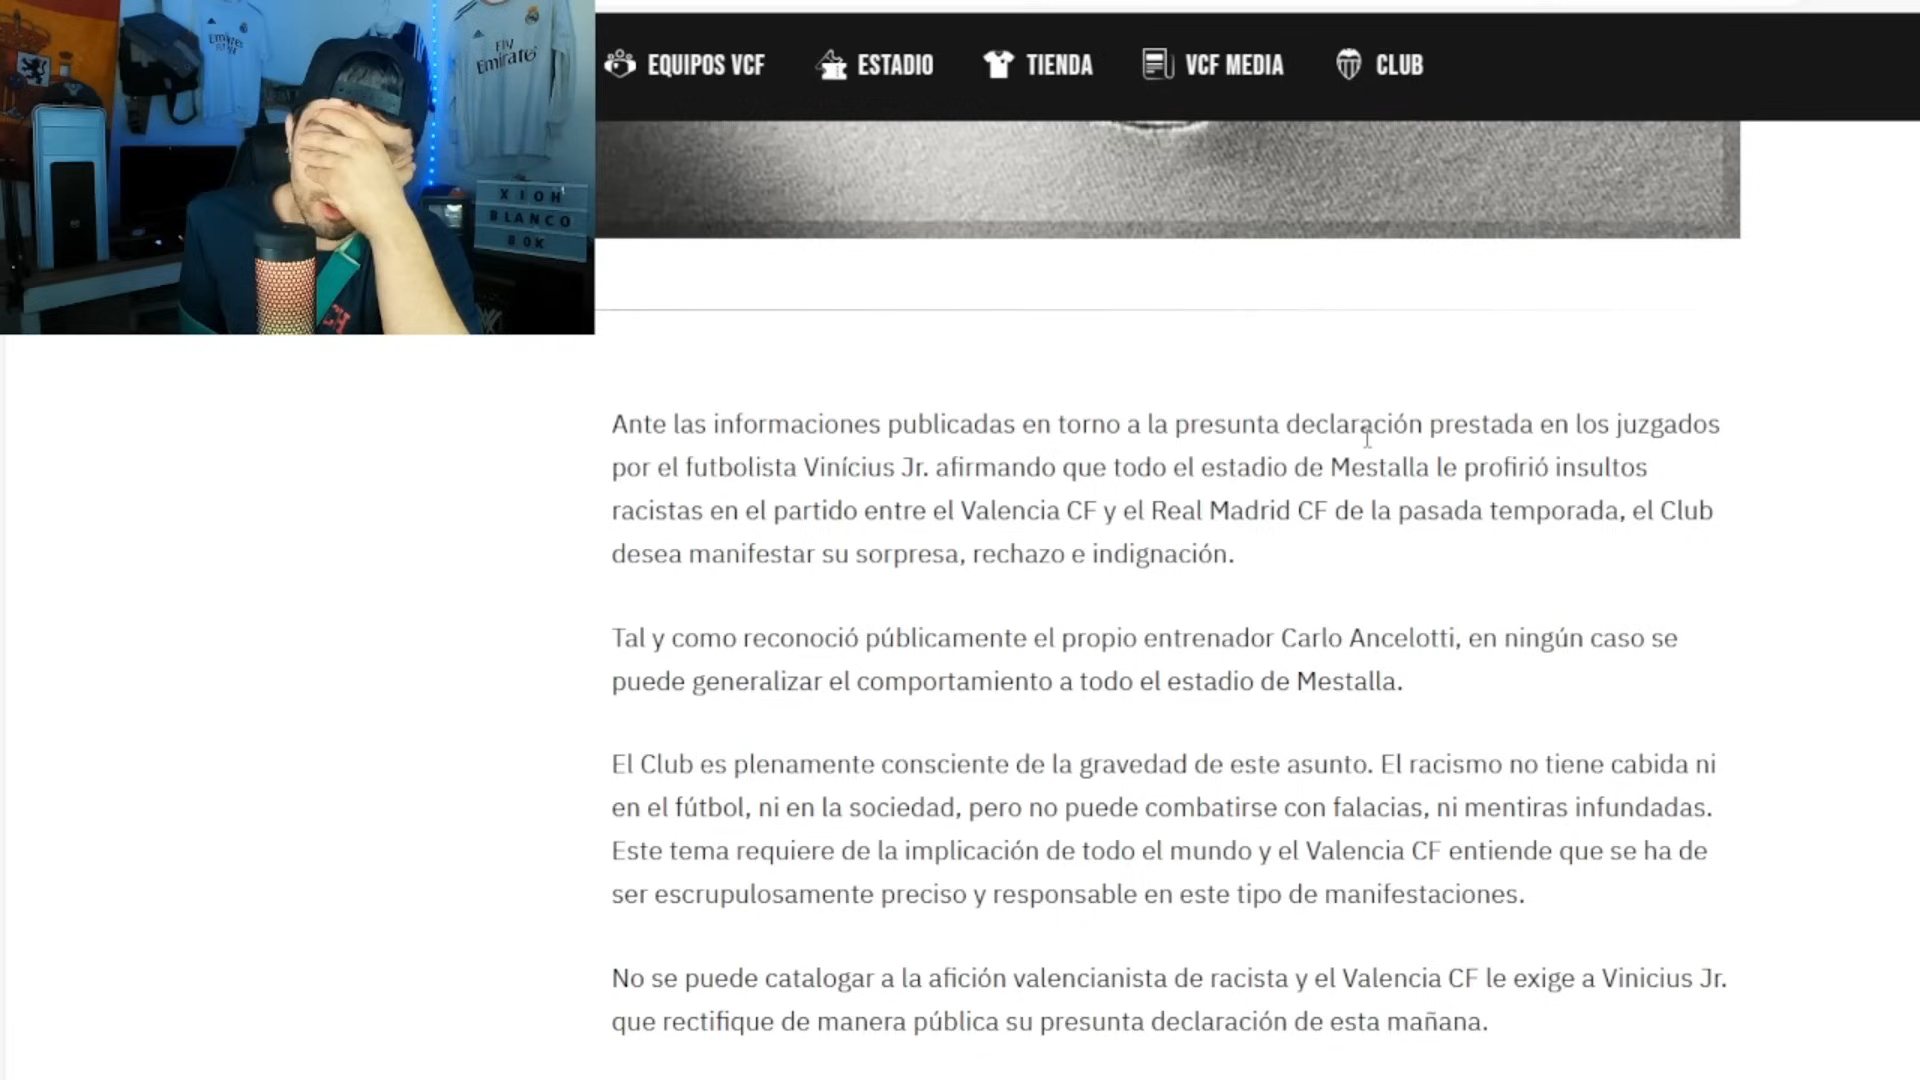 EQUIPOS VCF
ESTADIO
TIENDA
VCF MEDIA
CLUB
Fly
Emirates
XIOH
BLANCO
80K
Ante las informaciones publicadas en torno a la presunta declaración prestada en los juzgados
por el futbolista Vinícius Jr. afirmando que todo el estadio de Mestalla le profirió insultos
racistas en el partido entre el Valencia CF y el Real Madrid CF de la pasada temporada, el Club
desea manifestar su sorpresa, rechazo e indignación.
Tal y como reconoció públicamente el propio entrenador Carlo Ancelotti, en ningún caso se
puede generalizar el comportamiento a todo el estadio de Mestalla.
El Club es plenamente consciente de la gravedad de este asunto. El racismo no tiene cabida ni
en el fútbol, ni en la sociedad, pero no puede combatirse con falacias, ni mentiras infundadas.
Este tema requiere de la implicación de todo el mundo y el Valencia CF entiende que se ha de
ser escrupulosamente preciso y responsable en este tipo de manifestaciones.
No se puede catalogar a la afición valencianista de racista y el Valencia CF le exige a Vinicius Jr.
que rectifique de manera pública su presunta declaración de esta mañana.